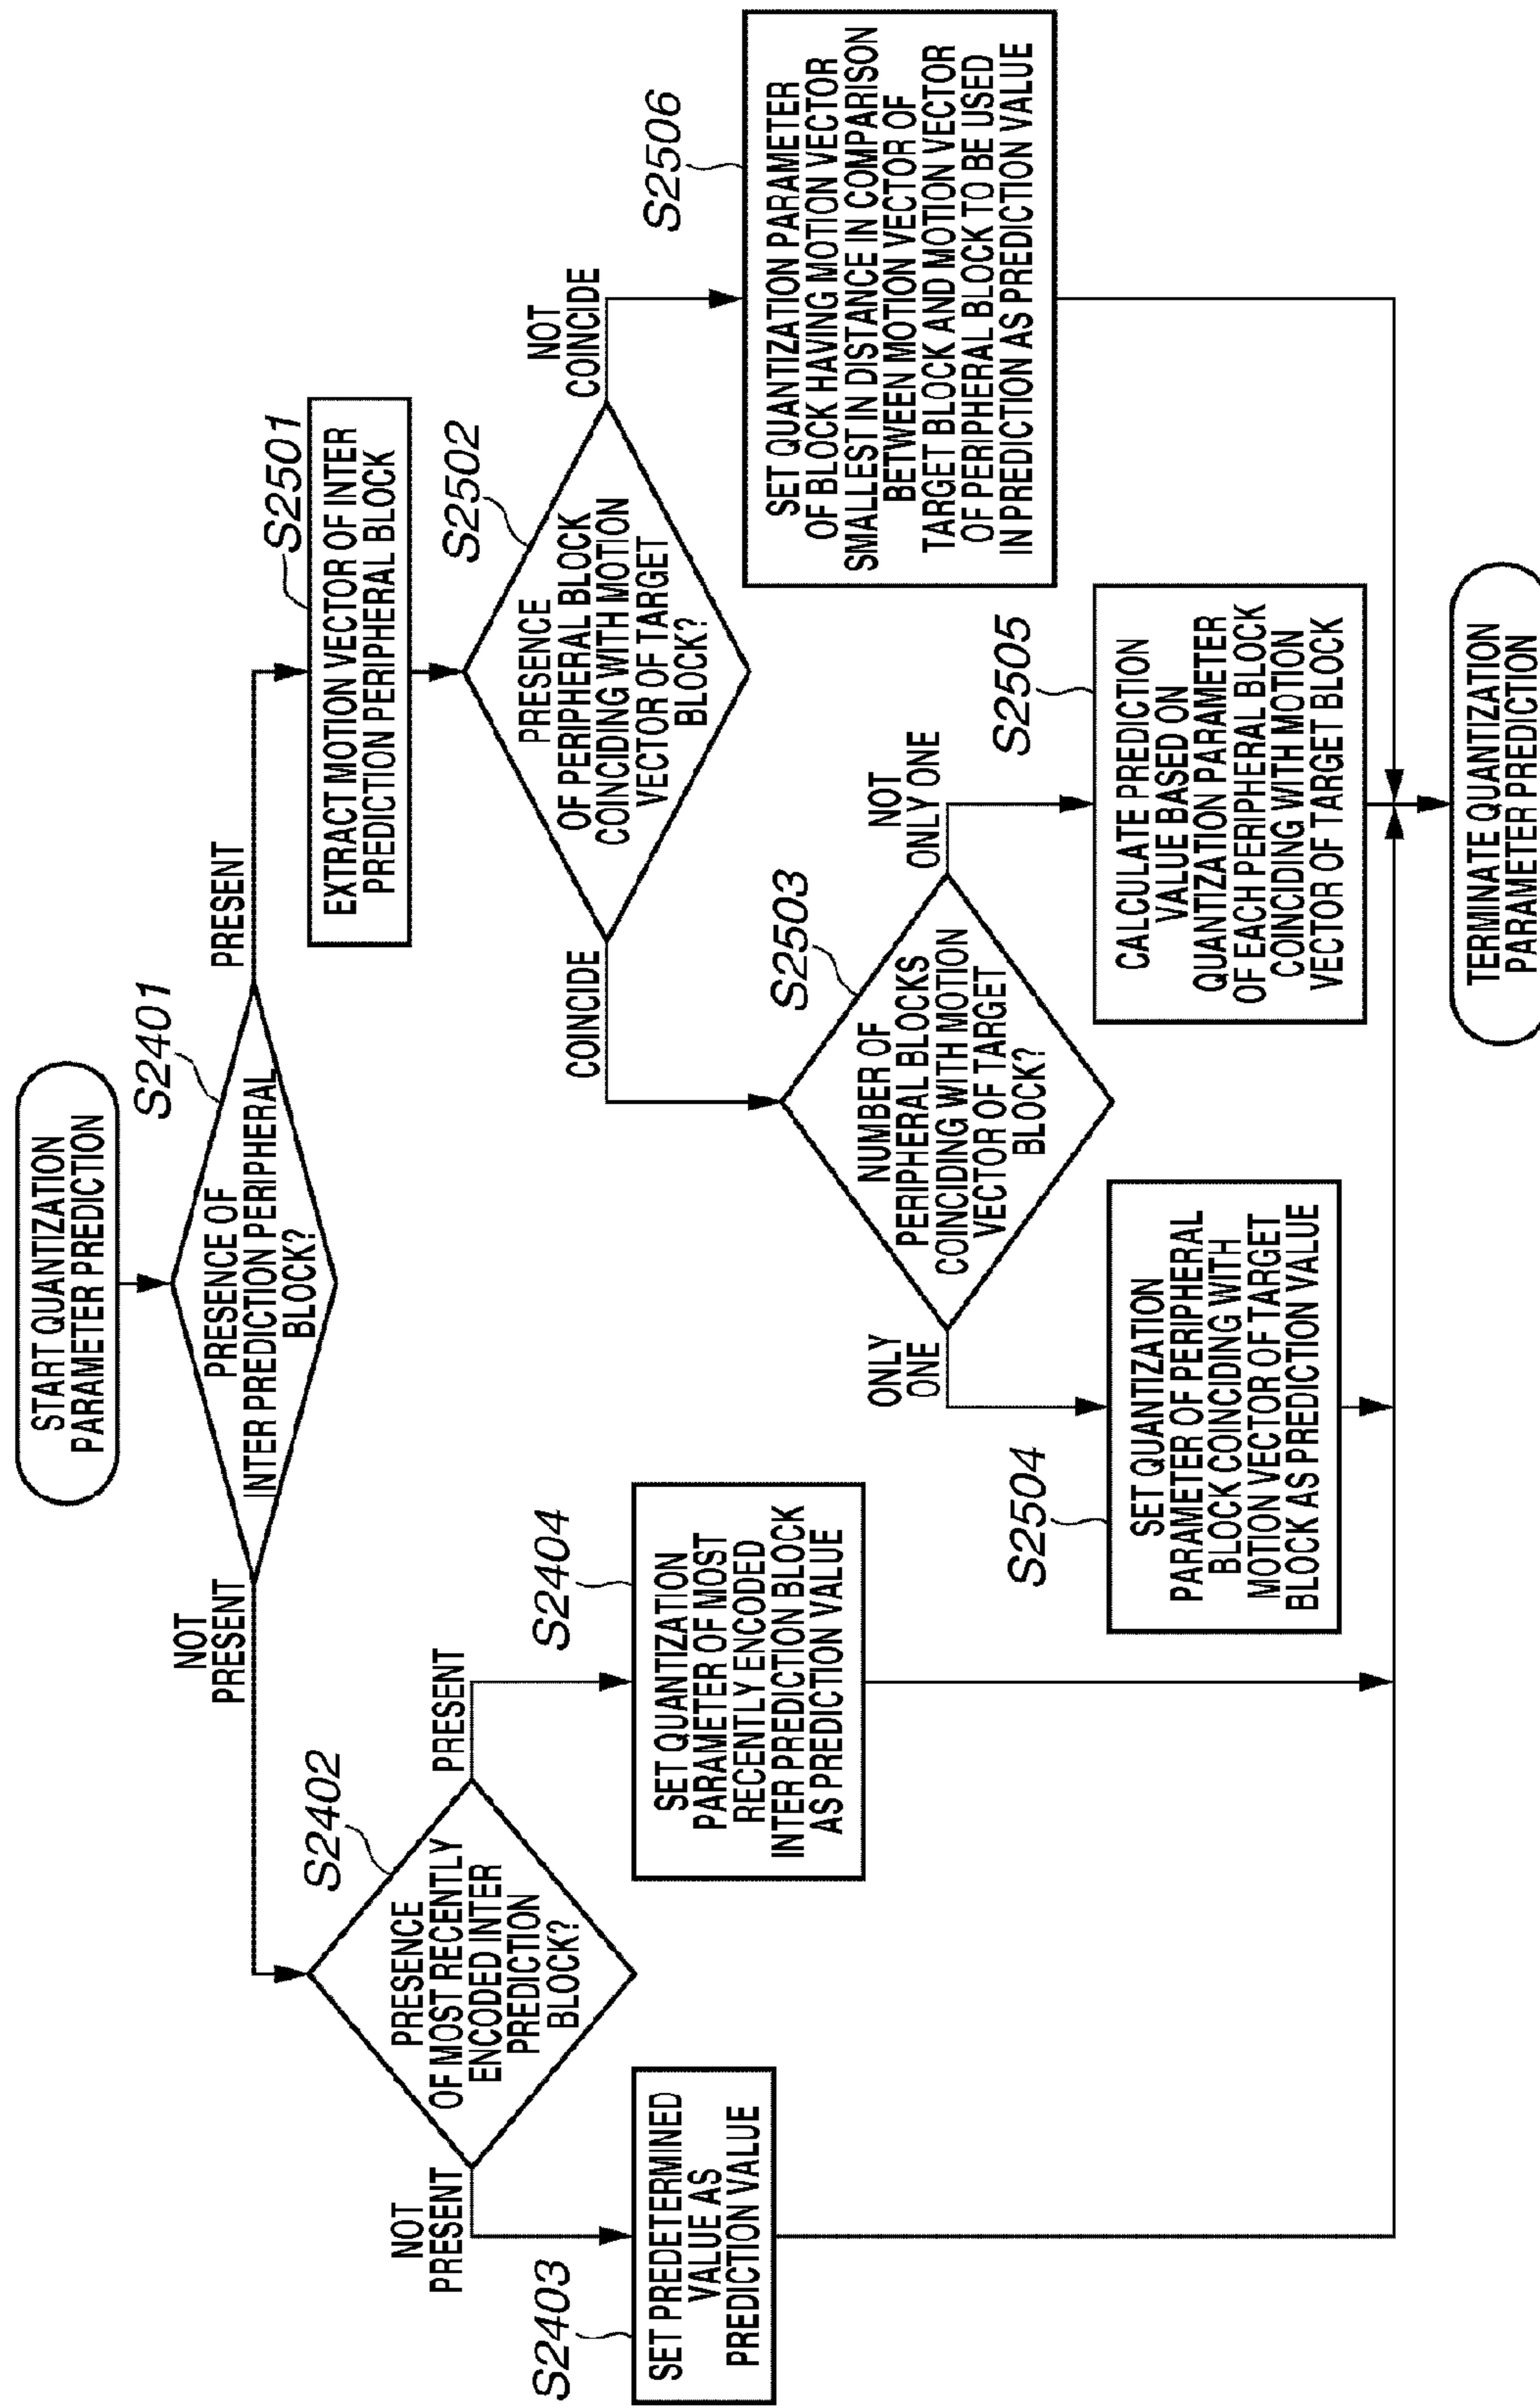 START QUANTIZATION
PARAMETER PREDICTION
S2401
PRESENCE OF
INTER PREDICTION PERIPHERAL
BLOCK?
NOT
PRESENT
PRESENT
S2402
PRESENCE
OF MOST RECENTLY
ENCODED INTER
PREDICTION
BLOCK?
NOT
PRESENT
PRESENT
S2403
SET PREDETERMINED
VALUE AS
PREDICTION VALUE
S2404
SET QUANTIZATION
PARAMETER OF MOST
RECENTLY ENCODED
INTER PREDICTION BLOCK
AS PREDICTION VALUE
S2501
EXTRACT MOTION VECTOR OF INTER
PREDICTION PERIPHERAL BLOCK
S2502
PRESENCE
OF PERIPHERAL BLOCK
COINCIDING WITH MOTION
VECTOR OF TARGET
BLOCK?
COINCIDE
NOT
COINCIDE
S2503
NUMBER OF
PERIPHERAL BLOCKS
COINCIDING WITH MOTION
VECTOR OF TARGET
BLOCK?
ONLY
ONE
NOT
ONLY ONE
S2504
SET QUANTIZATION
PARAMETER OF PERIPHERAL
BLOCK COINCIDING WITH
MOTION VECTOR OF TARGET
BLOCK AS PREDICTION VALUE
S2505
CALCULATE PREDICTION
VALUE BASED ON
QUANTIZATION PARAMETER
OF EACH PERIPHERAL BLOCK
COINCIDING WITH MOTION
VECTOR OF TARGET BLOCK
S2506
SET QUANTIZATION PARAMETER
OF BLOCK HAVING MOTION VECTOR
SMALLEST IN DISTANCE IN COMPARISON
BETWEEN MOTION VECTOR OF
TARGET BLOCK AND MOTION VECTOR
OF PERIPHERAL BLOCK TO BE USED
IN PREDICTION AS PREDICTION VALUE
TERMINATE QUANTIZATION
PARAMETER PREDICTION